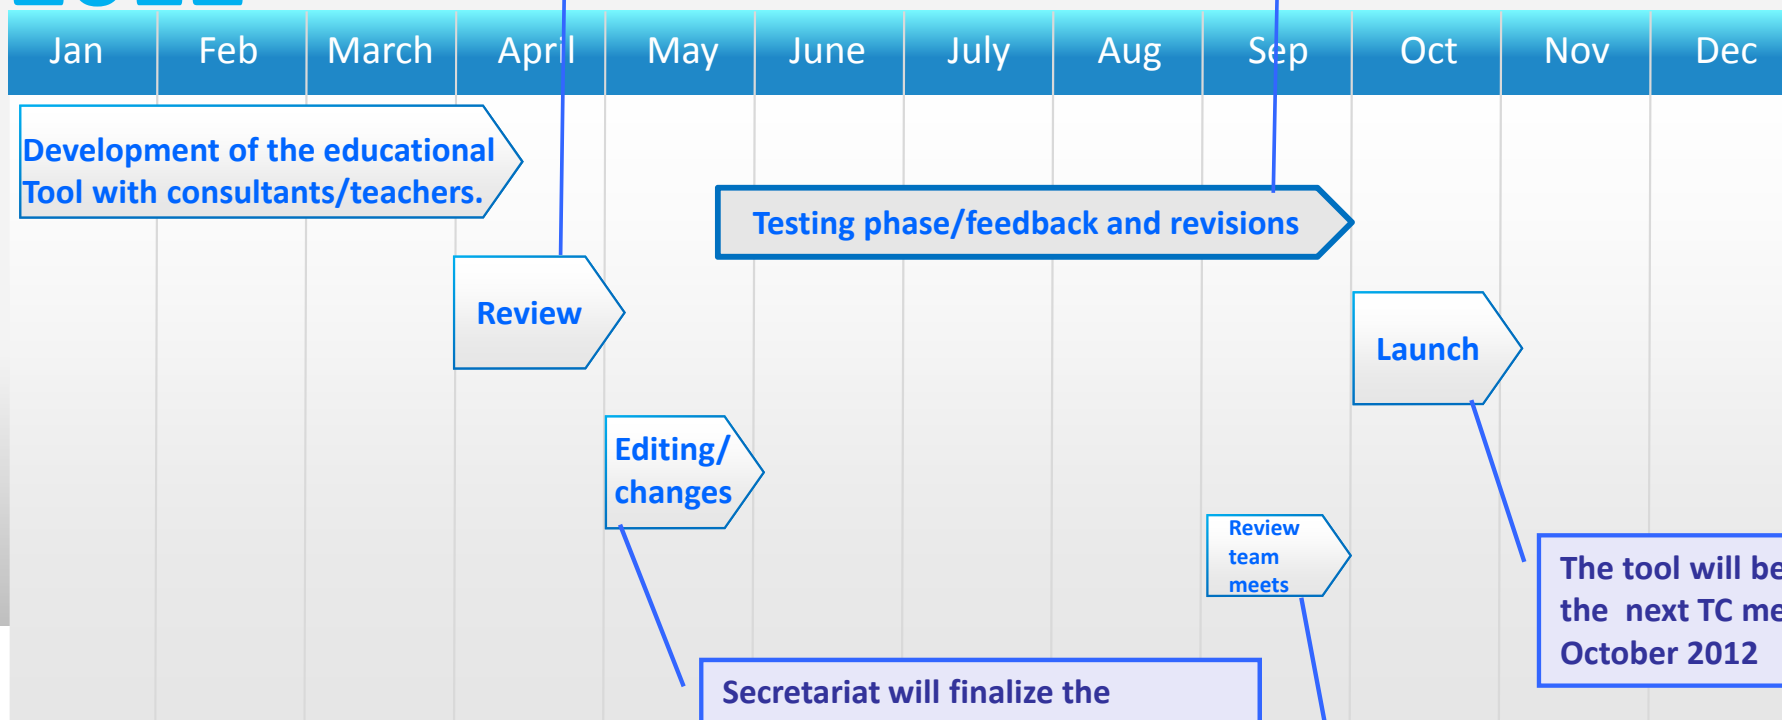 Jan Feb March April May June July Aug Sep Oct Nov Dec
Development of the educational
Tool with consultants/teachers.
Testing phase/feedback and revisions
Review
Launch
Editing/
changes
Review
team
meets
The tool will be
the next TC me
October 2012
Secretariat will finalize the